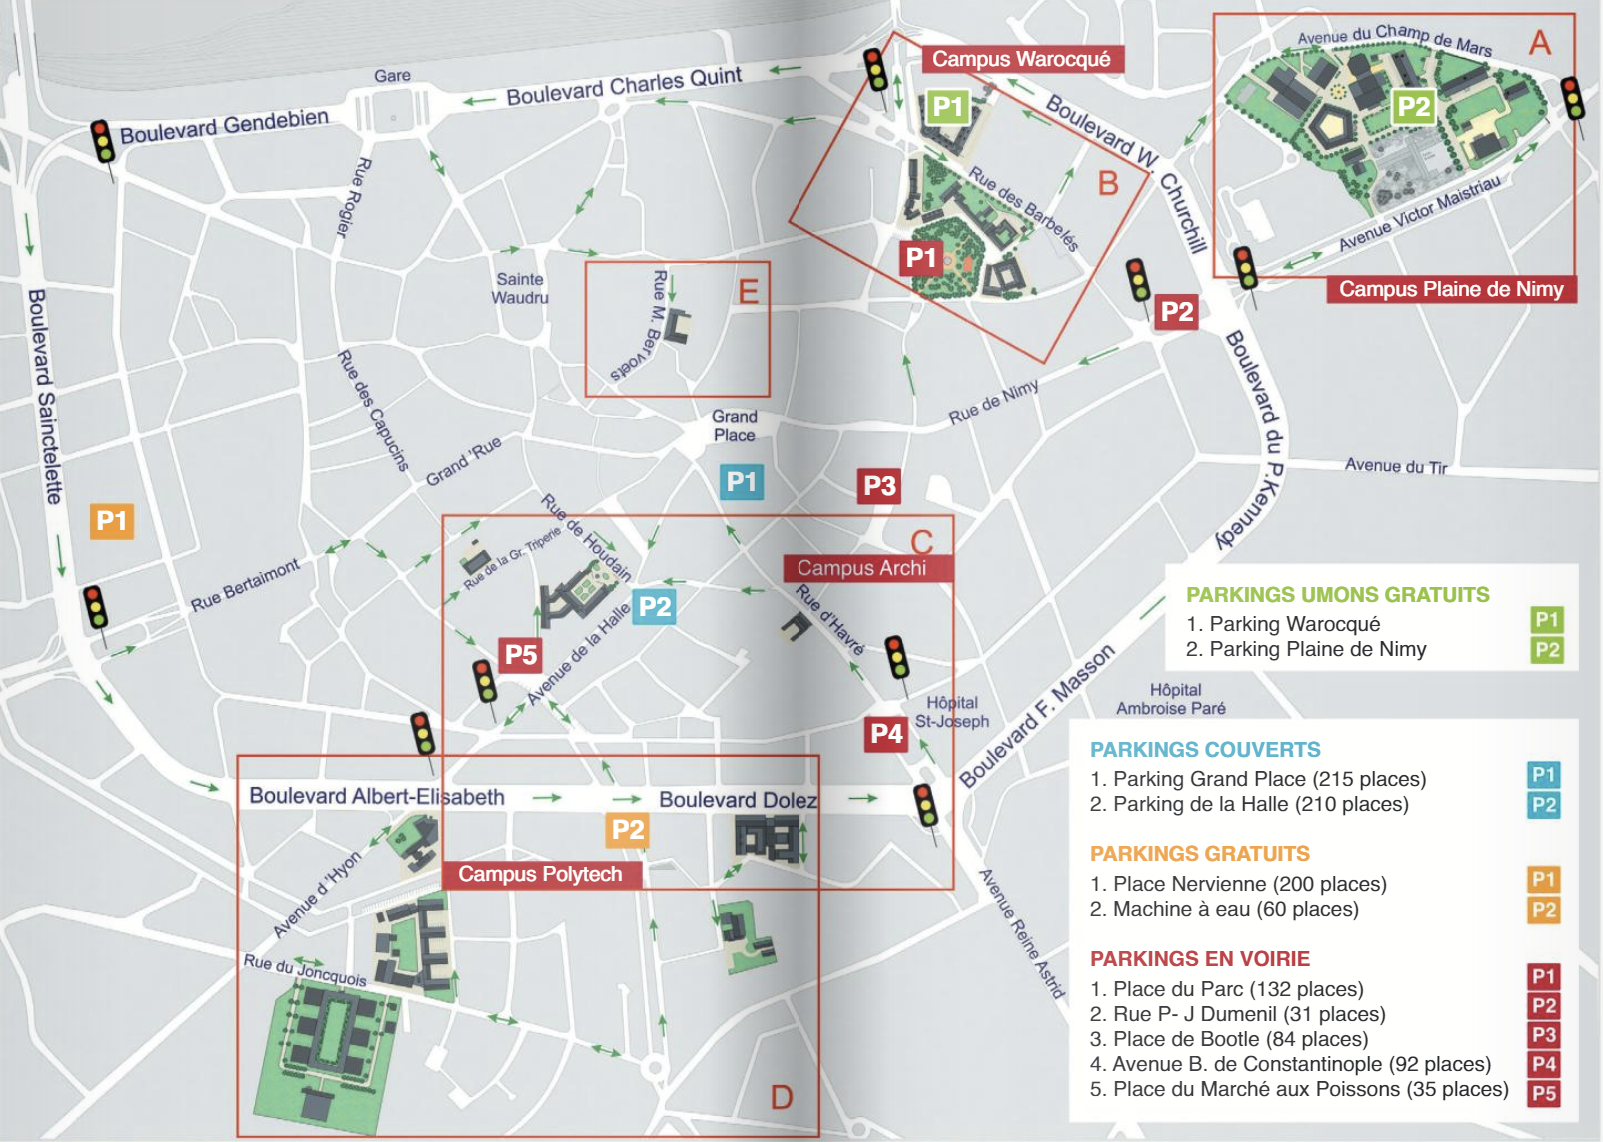 Campus Warocqué
Avenue du Champ de Mars
A
Gare
Boulevard Charles Quint
Boulevard Gendebien
P1
P2
Boulevard W. Churchill
Rue Rogier
Rue des Barbelés
B
Avenue Victor Maistriau
Campus Plaine de Nimy
P1
P2
Sainte
Waudru
Rue M. Bervoets
E
Boulevard Sainctelette
Rue des Capucins
Grand 'Rue
Grand
Place
Rue de Nimy
Boulevard du P.Kennedy
Avenue du Tir
P1
P3
P1
C
Campus Archi
Rue de Houdain
Rue de la Gr. Triperie
Rue Bertaimont
P2
Rue d'Havré
P5
Avenue de la Halle
Hôpital
St-Joseph
P4
Boulevard F. Masson
Hôpital
Ambroise Paré
Boulevard Albert-Elisabeth
Boulevard Dolez
P2
Campus Polytech
Avenue d 'Hyon
Rue du Joncquois
Avenue Reine Astrid
D
PARKINGS UMONS GRATUITS
1. Parking Warocqué P1
2. Parking Plaine de Nimy P2
PARKINGS COUVERTS
1. Parking Grand Place (215 places) P1
2. Parking de la Halle (210 places) P2
PARKINGS GRATUITS
1. Place Nervienne (200 places) P1
2. Machine à eau (60 places) P2
PARKINGS EN VOIRIE
1. Place du Parc (132 places) P1
2. Rue P- J Dumenil (31 places) P2
3. Place de Bootle (84 places) P3
4. Avenue B. de Constantinople (92 places) P4
5. Place du Marché aux Poissons (35 places) P5